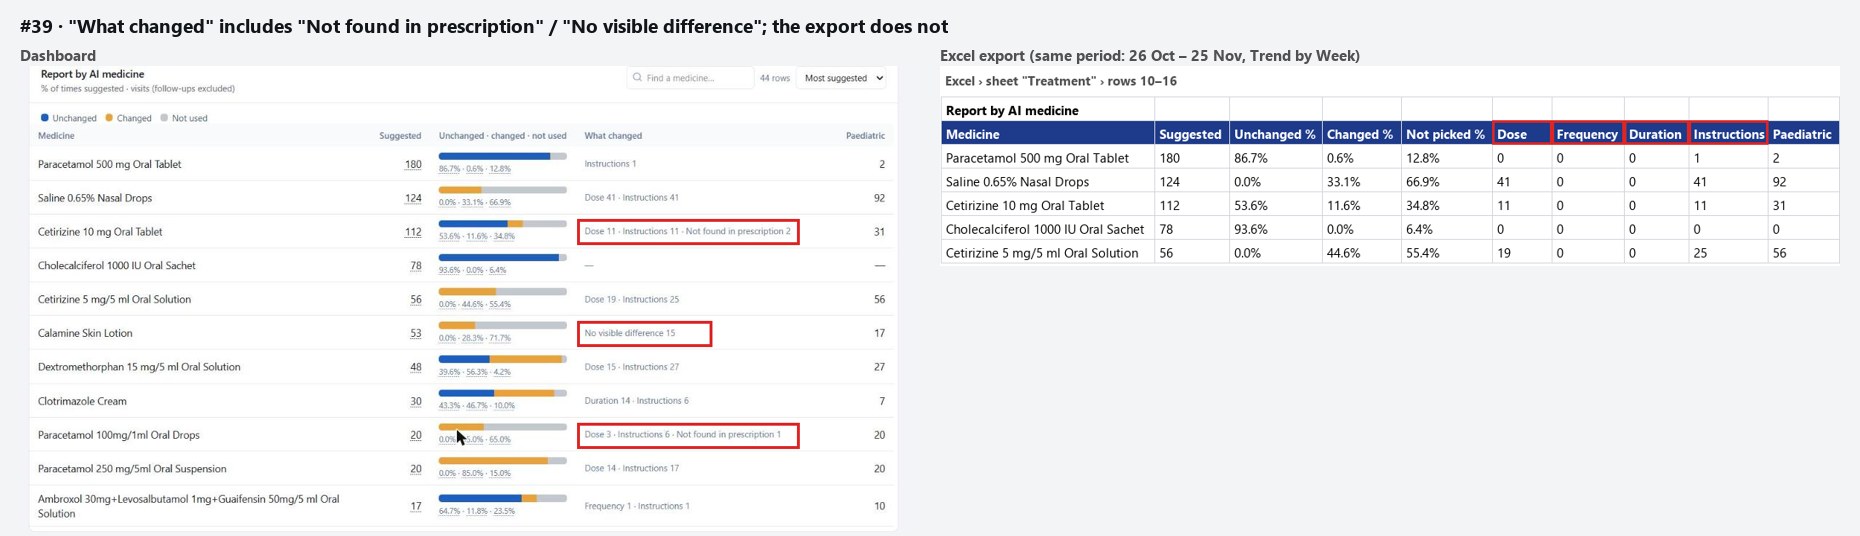 #39 · "What changed" includes "Not found in prescription" / "No visible difference"; the export does not
Dashboard
Report by AI medicine
% of times suggested · visits (follow-ups excluded)
Find a medicine...
44 rows
Most suggested
Unchanged Changed Not used
Medicine Suggested Unchanged · changed · not used What changed Paediatric
Paracetamol 500 mg Oral Tablet 180 86.7% · 0.6% · 12.8% Instructions 1 2
Saline 0.65% Nasal Drops 124 0.0% · 33.1% · 66.9% Dose 41 · Instructions 41 92
Cetirizine 10 mg Oral Tablet 112 53.6% · 11.6% · 34.8% Dose 11 · Instructions 11 · Not found in prescription 2 31
Cholecalciferol 1000 IU Oral Sachet 78 93.6% · 0.0% · 6.4% — —
Cetirizine 5 mg/5 ml Oral Solution 56 0.0% · 44.6% · 55.4% Dose 19 · Instructions 25 56
Calamine Skin Lotion 53 0.0% · 28.3% · 71.7% No visible difference 15 17
Dextromethorphan 15 mg/5 ml Oral Solution 48 39.6% · 56.3% · 4.2% Dose 15 · Instructions 27 27
Clotrimazole Cream 30 43.3% · 46.7% · 10.0% Duration 14 · Instructions 6 7
Paracetamol 100mg/1ml Oral Drops 20 0.0% · 65.0% Dose 3 · Instructions 6 · Not found in prescription 1 20
Paracetamol 250 mg/5ml Oral Suspension 20 0.0% · 85.0% · 15.0% Dose 14 · Instructions 17 20
Ambroxol 30mg+Levosalbutamol 1mg+Guaifensin 50mg/5 ml Oral
Solution 17 64.7% · 11.8% · 23.5% Frequency 1 · Instructions 1 10
Excel export (same period: 26 Oct – 25 Nov, Trend by Week)
Excel › sheet "Treatment" › rows 10–16
Report by AI medicine
Medicine Suggested Unchanged % Changed % Not picked % Dose Frequency Duration Instructions Paediatric
Paracetamol 500 mg Oral Tablet 180 86.7% 0.6% 12.8% 0 0 0 1 2
Saline 0.65% Nasal Drops 124 0.0% 33.1% 66.9% 41 0 0 41 92
Cetirizine 10 mg Oral Tablet 112 53.6% 11.6% 34.8% 11 0 0 11 31
Cholecalciferol 1000 IU Oral Sachet 78 93.6% 0.0% 6.4% 0 0 0 0 0
Cetirizine 5 mg/5 ml Oral Solution 56 0.0% 44.6% 55.4% 19 0 0 25 56